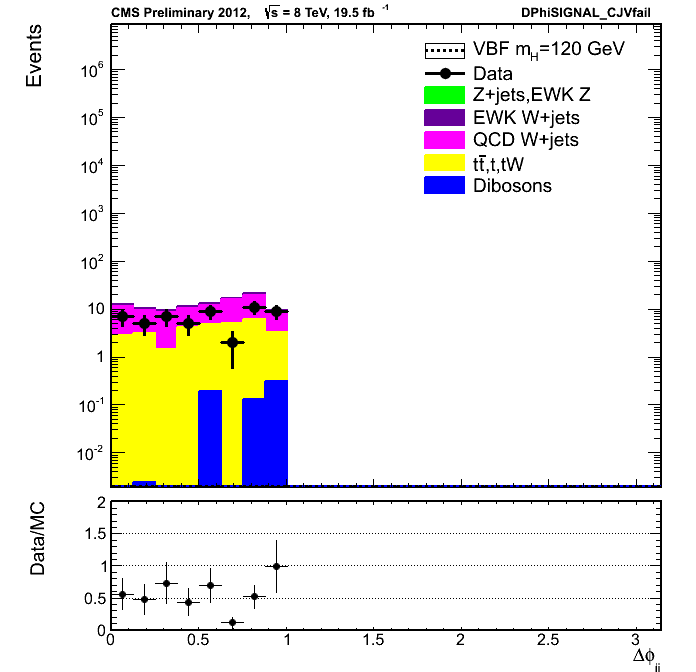 CMS Preliminary 2012, √s = 8 TeV, 19.5 fb⁻¹ DPhiSIGNAL_CJVfail
Events
VBF m_H=120 GeV
Data
Z+jets,EWK Z
EWK W+jets
QCD W+jets
tt̄,t,tW
Dibosons
10⁶
10⁵
10⁴
10³
10²
10
1
10⁻¹
10⁻²
Data/MC
2
1.5
1
0.5
0
0 0.5 1 1.5 2 2.5 3
Δϕ_jj